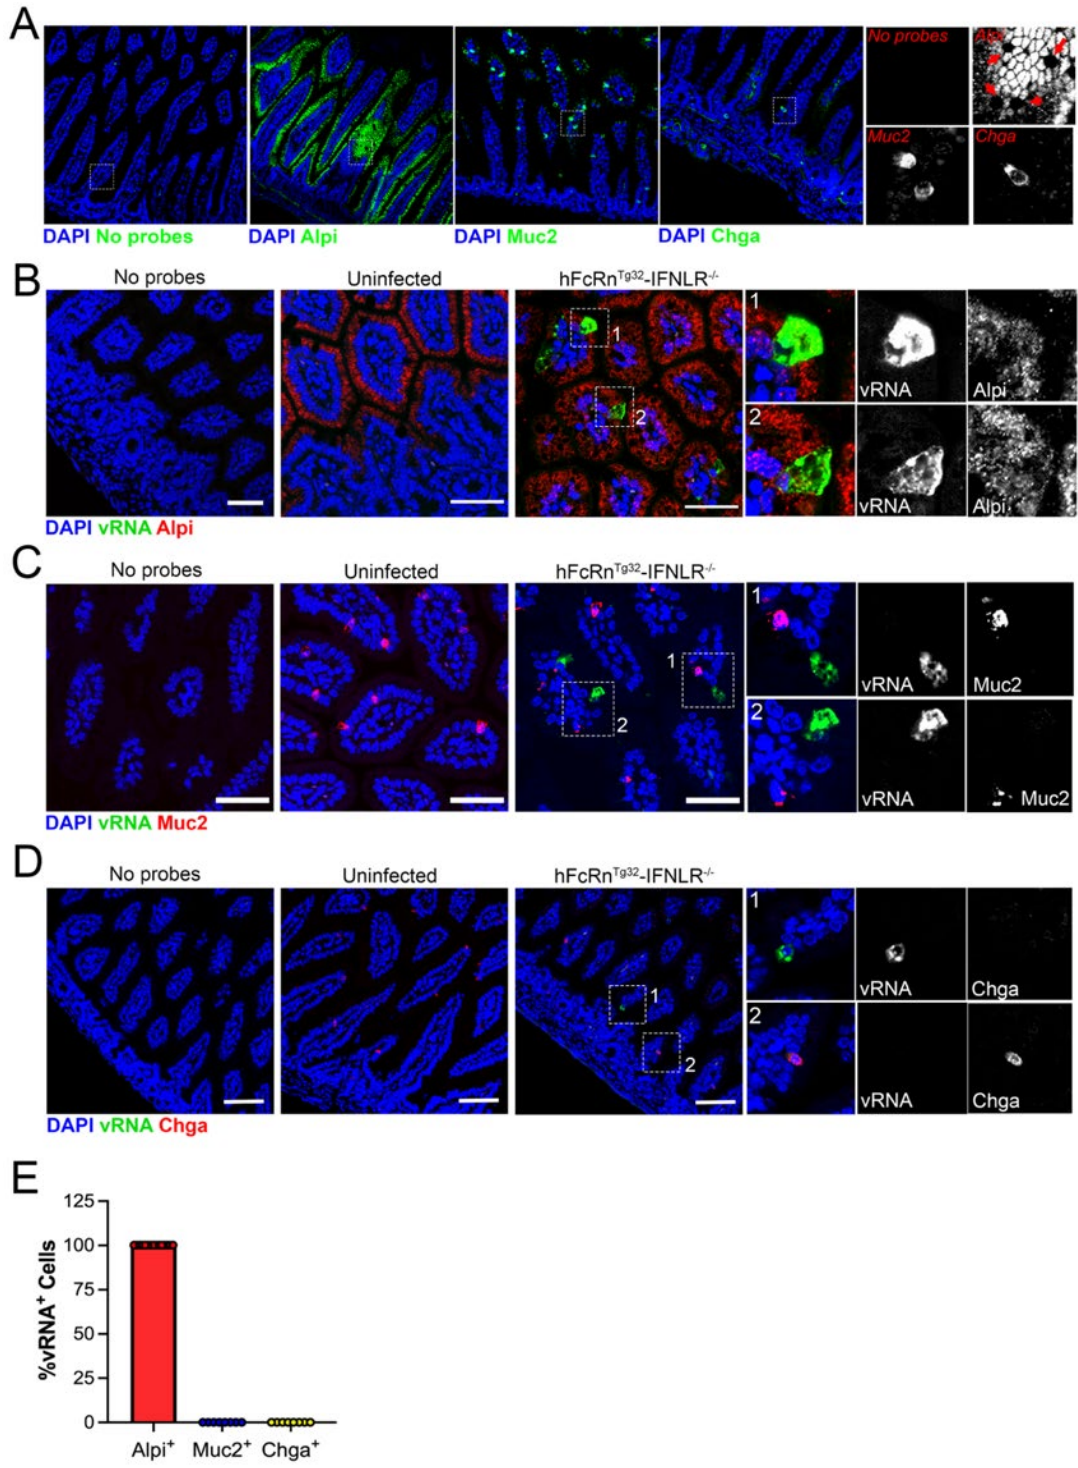 A
No probes
Alpi
Muc2
Chga
DAPI No probes
DAPI Alpi
DAPI Muc2
DAPI Chga
B
No probes
Uninfected
hFcRnTg32-IFNLR-/-
1
2
1
vRNA
Alpi
2
vRNA
Alpi
DAPI vRNA Alpi
C
No probes
Uninfected
hFcRnTg32-IFNLR-/-
1
2
1
vRNA
Muc2
2
vRNA
Muc2
DAPI vRNA Muc2
D
No probes
Uninfected
hFcRnTg32-IFNLR-/-
1
2
1
vRNA
Chga
2
vRNA
Chga
DAPI vRNA Chga
E
%vRNA+ Cells
125
100
75
50
25
0
Alpi+
Muc2+
Chga+